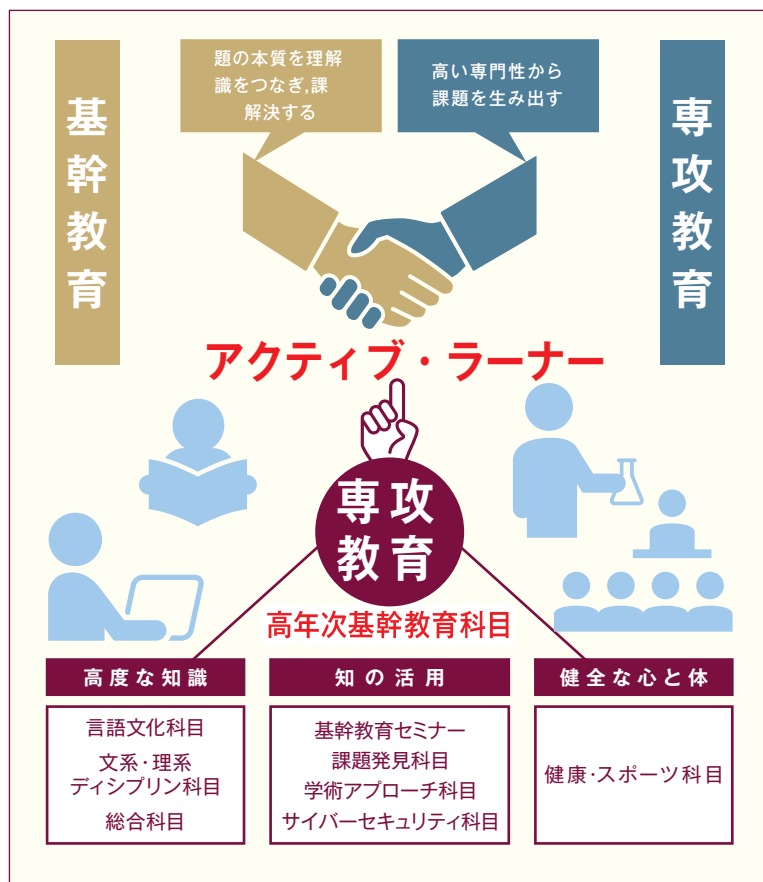 基幹教育
題の本質を理解
識をつなぎ,課
解決する
高い専門性から
課題を生み出す
専攻教育
アクティブ・ラーナー
専攻
教育
高年次基幹教育科目
高度な知識
言語文化科目
文系・理系
ディシプリン科目
総合科目
知の活用
基幹教育セミナー
課題発見科目
学術アプローチ科目
サイバーセキュリティ科目
健全な心と体
健康・スポーツ科目